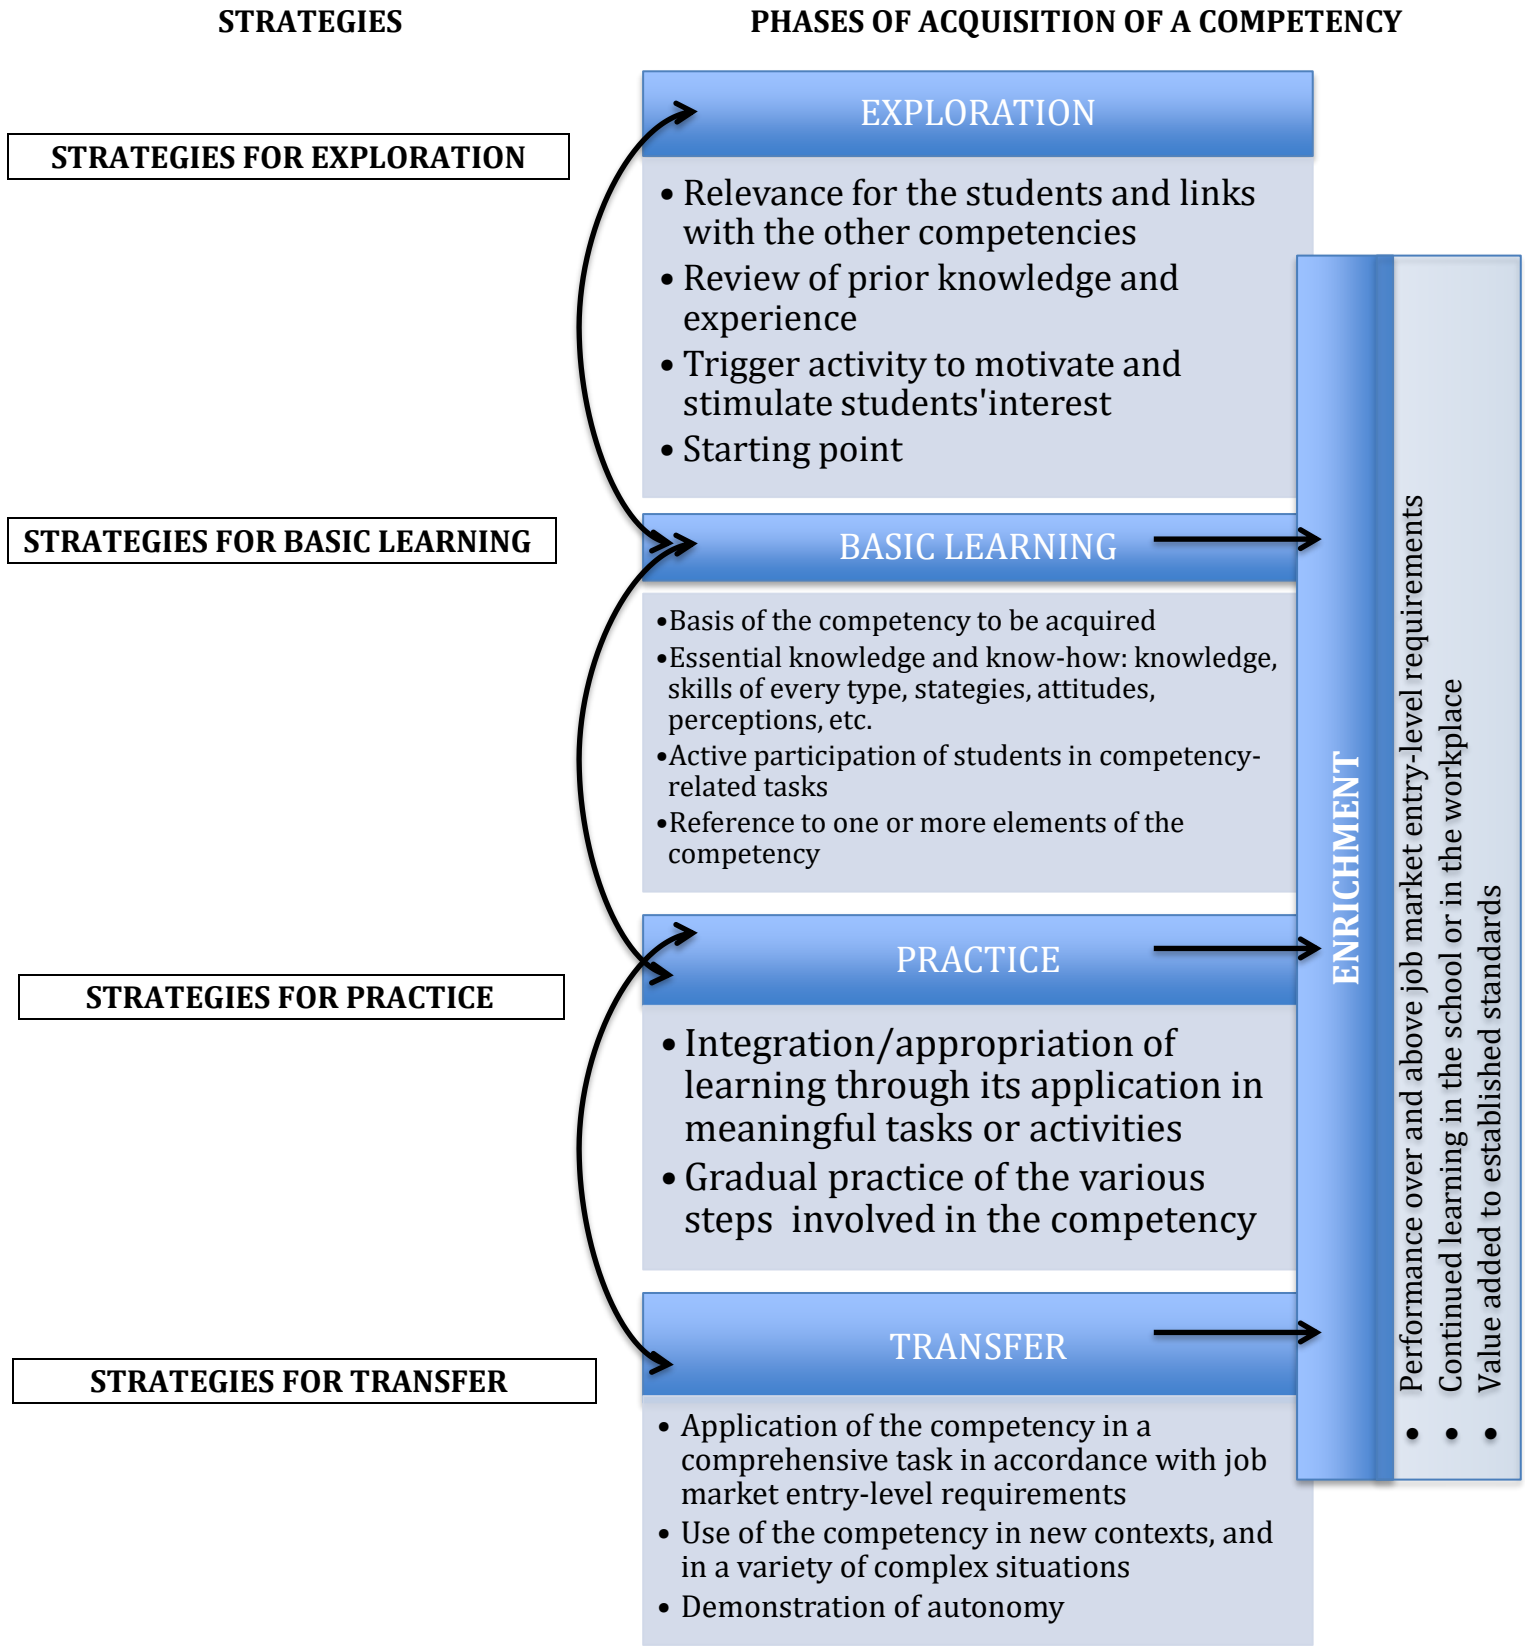 STRATEGIES
PHASES OF ACQUISITION OF A COMPETENCY
STRATEGIES FOR EXPLORATION
EXPLORATION
• Relevance for the students and links
with the other competencies
• Review of prior knowledge and
experience
• Trigger activity to motivate and
stimulate students'interest
• Starting point
STRATEGIES FOR BASIC LEARNING
BASIC LEARNING
•Basis of the competency to be acquired
•Essential knowledge and know-how: knowledge,
skills of every type, stategies, attitudes,
perceptions, etc.
•Active participation of students in competency-
related tasks
•Reference to one or more elements of the
competency
STRATEGIES FOR PRACTICE
PRACTICE
• Integration/appropriation of
learning through its application in
meaningful tasks or activities
• Gradual practice of the various
steps involved in the competency
STRATEGIES FOR TRANSFER
TRANSFER
• Application of the competency in a
comprehensive task in accordance with job
market entry-level requirements
• Use of the competency in new contexts, and
in a variety of complex situations
• Demonstration of autonomy
ENRICHMENT
• Performance over and above job market entry-level requirements
• Continued learning in the school or in the workplace
• Value added to established standards